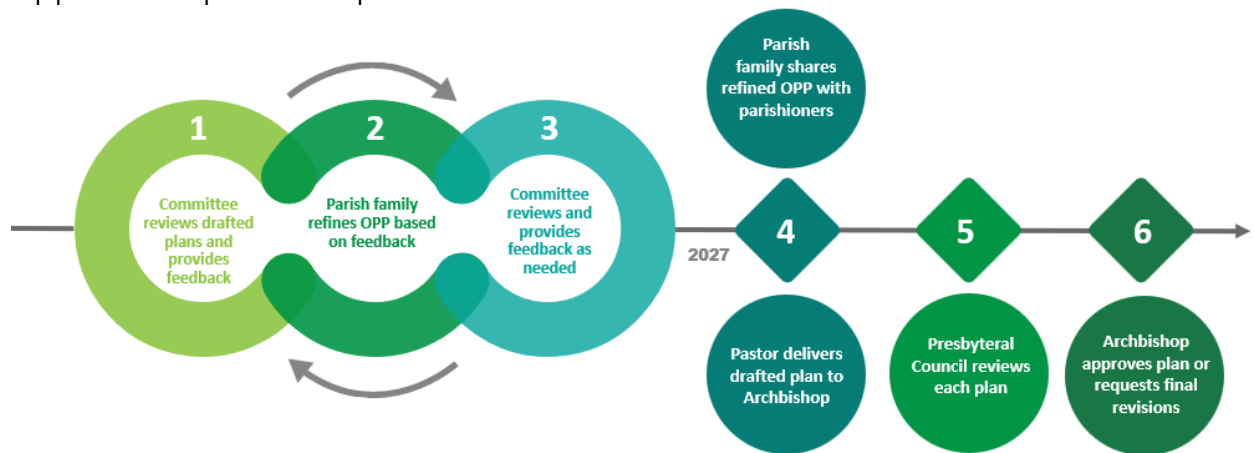 1
Committee
reviews drafted
plans and
provides
feedback
2
Parish family
refines OPP based
on feedback
3
Committee
reviews and
provides
feedback as
needed
2027
Parish
family shares
refined OPP with
parishioners
4
Pastor delivers
drafted plan to
Archbishop
5
Presbyteral
Council reviews
each plan
6
Archbishop
approves plan or
requests final
revisions